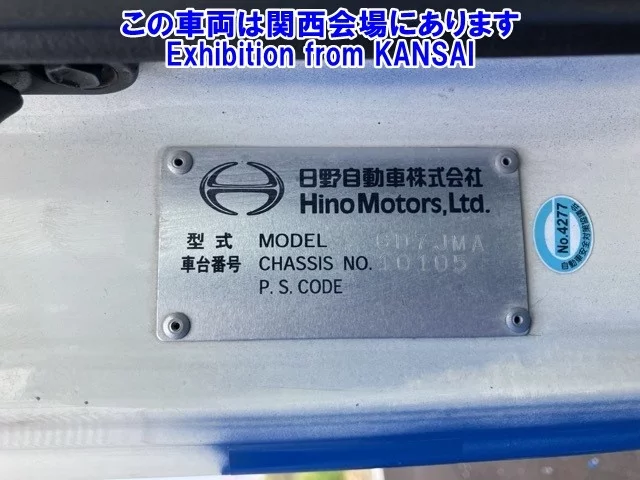 この車両は関西会場にあります
Exhibition from KANSAI
日野自動車株式会社
Hino Motors, Ltd.
型式 MODEL
車台番号 CHASSIS NO. 10105
P.S.CODE
No.4277